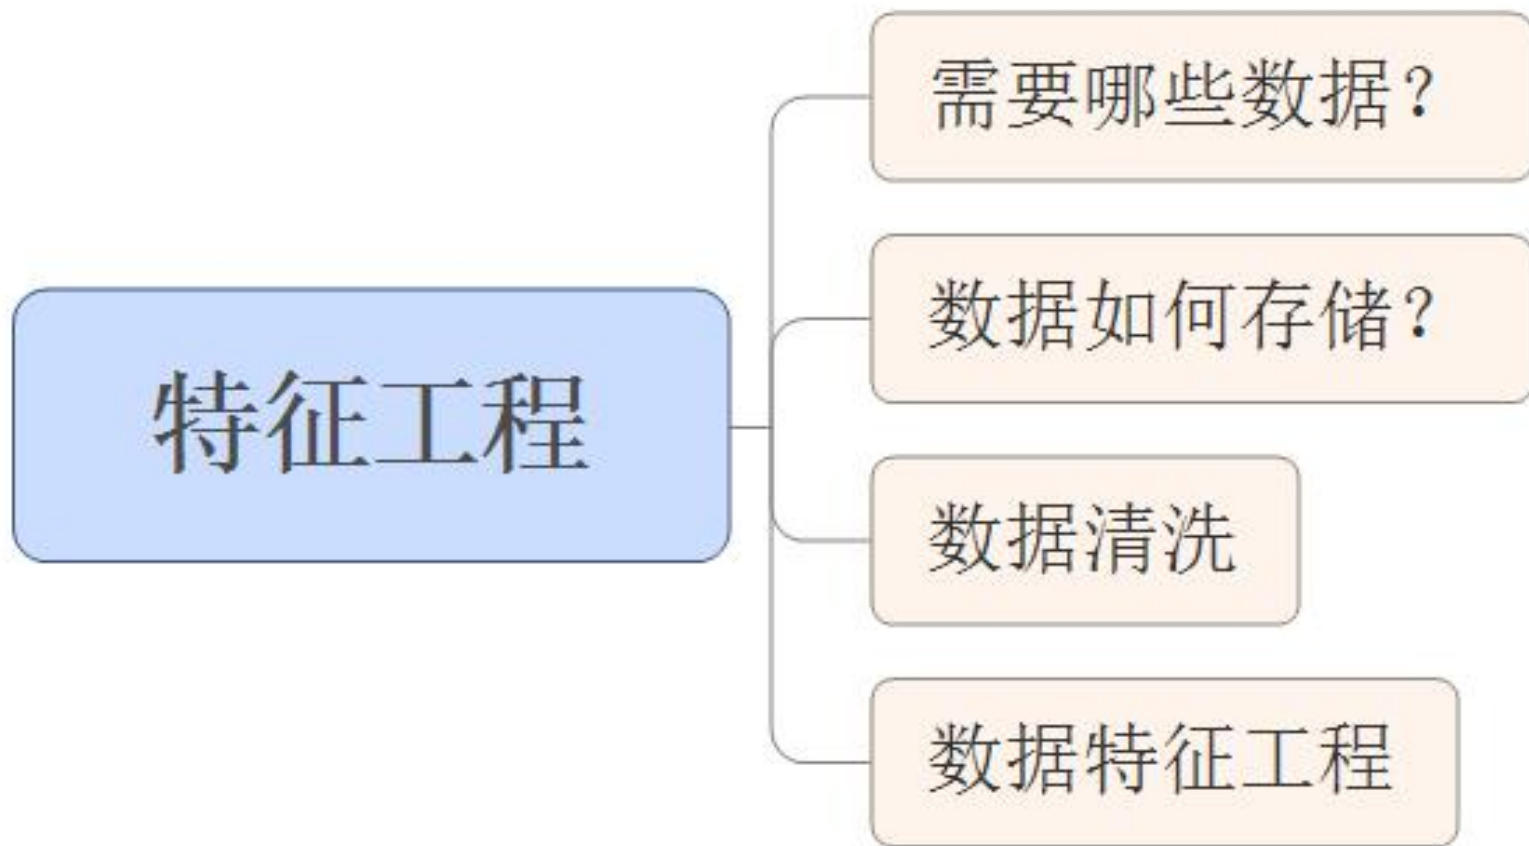 特征工程
需要哪些数据？
数据如何存储？
数据清洗
数据特征工程